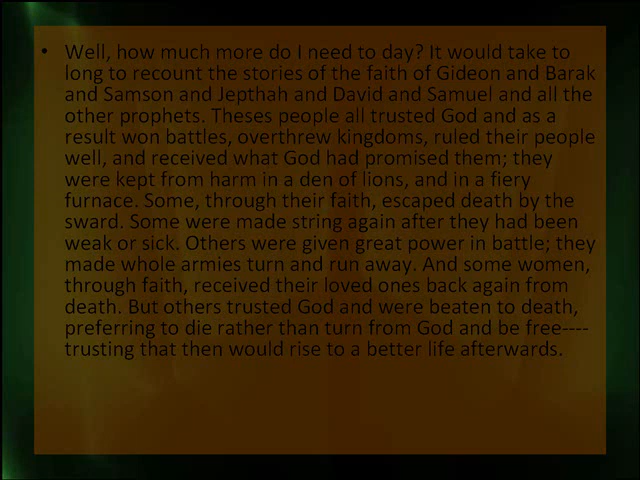 • Well, how much more do I need to day? It would take to
long to recount the stories of the faith of Gideon and Barak
and Samson and Jepthah and David and Samuel and all the
other prophets. Theses people all trusted God and as a
result won battles, overthrew kingdoms, ruled their people
well, and received what God had promised them; they
were kept from harm in a den of lions, and in a fiery
furnace. Some, through their faith, escaped death by the
sward. Some were made string again after they had been
weak or sick. Others were given great power in battle; they
made whole armies turn and run away. And some women,
through faith, received their loved ones back again from
death. But others trusted God and were beaten to death,
preferring to die rather than turn from God and be free----
trusting that then would rise to a better life afterwards.